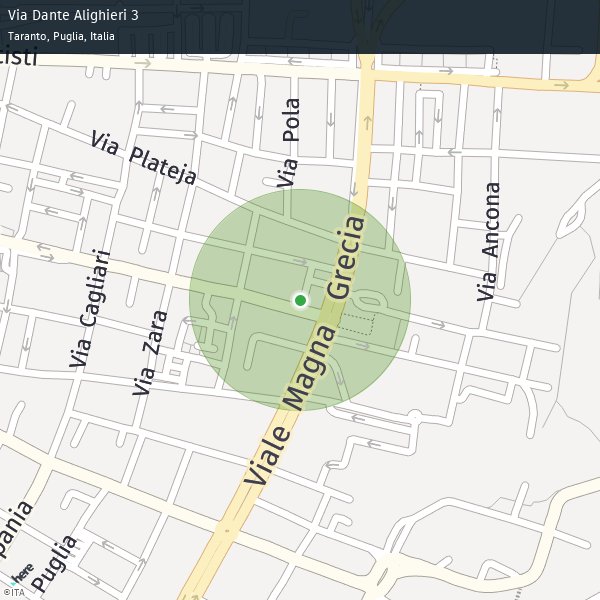 Via Dante Alighieri 3
Taranto, Puglia, Italia
cisti
Via Plateja
Via Pola
Viale Magna Grecia
Via Ancona
Via Cagliari
Via Zara
pania
Puglia
here
©ITA